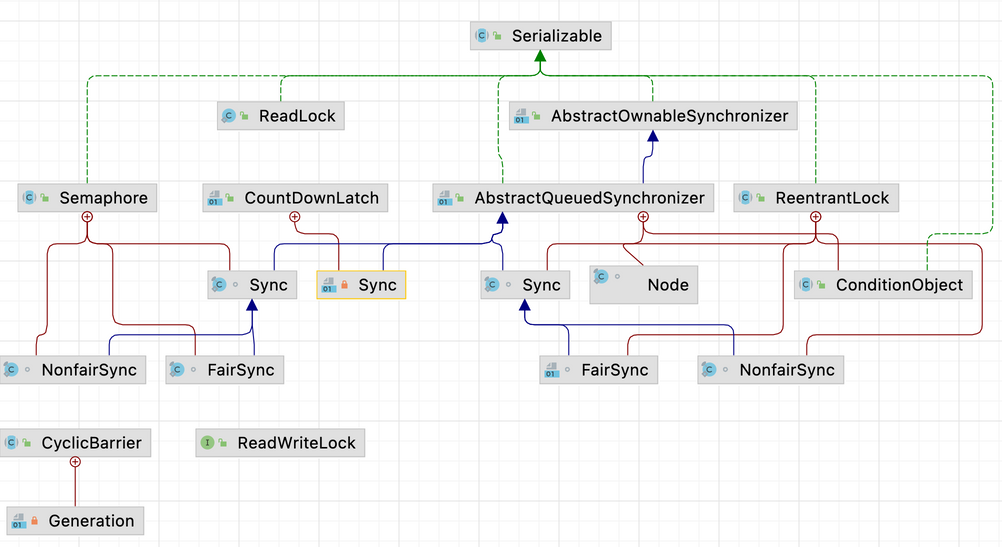 Serializable
ReadLock
AbstractOwnableSynchronizer
Semaphore
CountDownLatch
AbstractQueuedSynchronizer
ReentrantLock
Sync
Sync
Sync
Node
ConditionObject
NonfairSync
FairSync
FairSync
NonfairSync
CyclicBarrier
ReadWriteLock
Generation